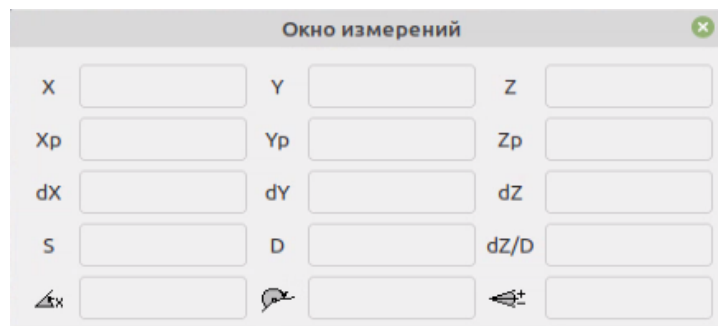 Окно измерений
X Y Z
Xp Yp Zp
dX dY dZ
S D dZ/D
x